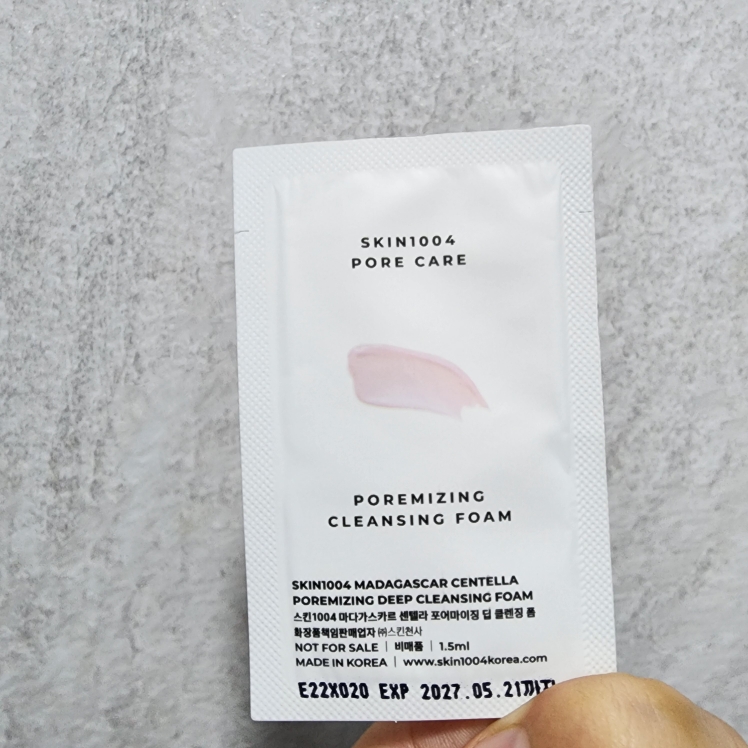 SKIN1004
PORE CARE
POREMIZING
CLEANSING FOAM
SKIN1004 MADAGASCAR CENTELLA
POREMIZING DEEP CLEANSING FOAM
스킨1004 마다가스카르 센텔라 포어마이징 딥 클렌징 폼
화장품책임판매업자 ㈜스킨천사
NOT FOR SALE | 비매품 | 1.5ml
MADE IN KOREA | www.skin1004korea.com
E22X020 EXP 2027.05.21까지